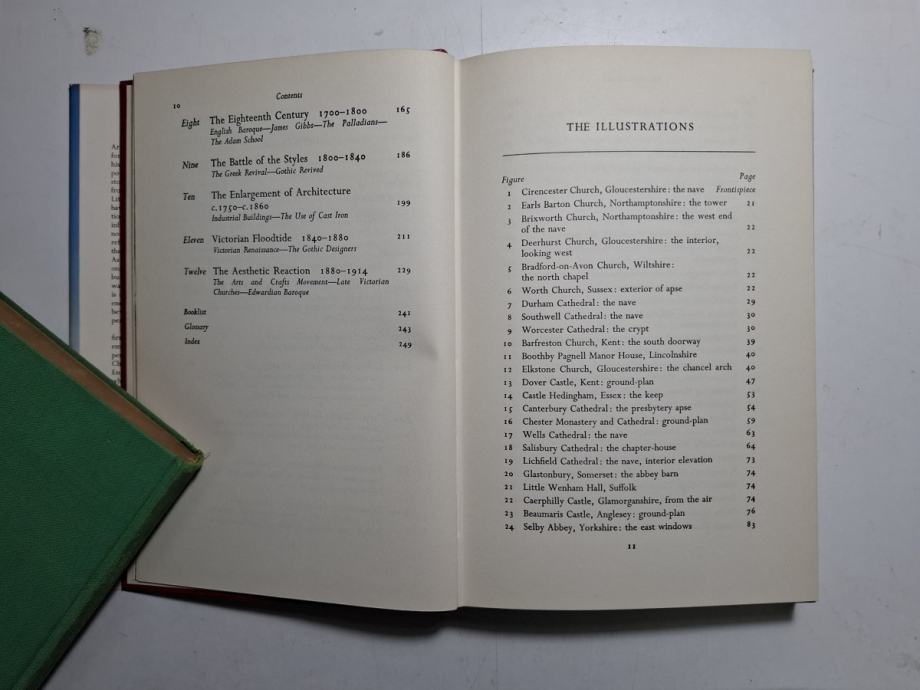 10
Contents
Eight The Eighteenth Century 1700–1800 165
English Baroque—James Gibbs—The Palladians—
The Adam School
Nine The Battle of the Styles 1800–1840 186
The Greek Revival—Gothic Revived
Ten The Enlargement of Architecture
c.1750–c.1860 199
Industrial Buildings—The Use of Cast Iron
Eleven Victorian Floodtide 1840–1880 211
Victorian Renaissance—The Gothic Designers
Twelve The Aesthetic Reaction 1880–1914 229
The Arts and Crafts Movement—Late Victorian
Churches—Edwardian Baroque
Booklist 241
Glossary 243
Index 249
THE ILLUSTRATIONS
Figure Page
1 Cirencester Church, Gloucestershire: the nave Frontispiece
2 Earls Barton Church, Northamptonshire: the tower 21
3 Brixworth Church, Northamptonshire: the west end
of the nave 22
4 Deerhurst Church, Gloucestershire: the interior,
looking west 22
5 Bradford-on-Avon Church, Wiltshire:
the north chapel 22
6 Worth Church, Sussex: exterior of apse 22
7 Durham Cathedral: the nave 29
8 Southwell Cathedral: the nave 30
9 Worcester Cathedral: the crypt 30
10 Barfreston Church, Kent: the south doorway 39
11 Boothby Pagnell Manor House, Lincolnshire 40
12 Elkstone Church, Gloucestershire: the chancel arch 40
13 Dover Castle, Kent: ground-plan 47
14 Castle Hedingham, Essex: the keep 53
15 Canterbury Cathedral: the presbytery apse 54
16 Chester Monastery and Cathedral: ground-plan 59
17 Wells Cathedral: the nave 63
18 Salisbury Cathedral: the chapter-house 64
19 Lichfield Cathedral: the nave, interior elevation 73
20 Glastonbury, Somerset: the abbey barn 74
21 Little Wenham Hall, Suffolk 74
22 Caerphilly Castle, Glamorganshire, from the air 74
23 Beaumaris Castle, Anglesey: ground-plan 76
24 Selby Abbey, Yorkshire: the east windows 83
11